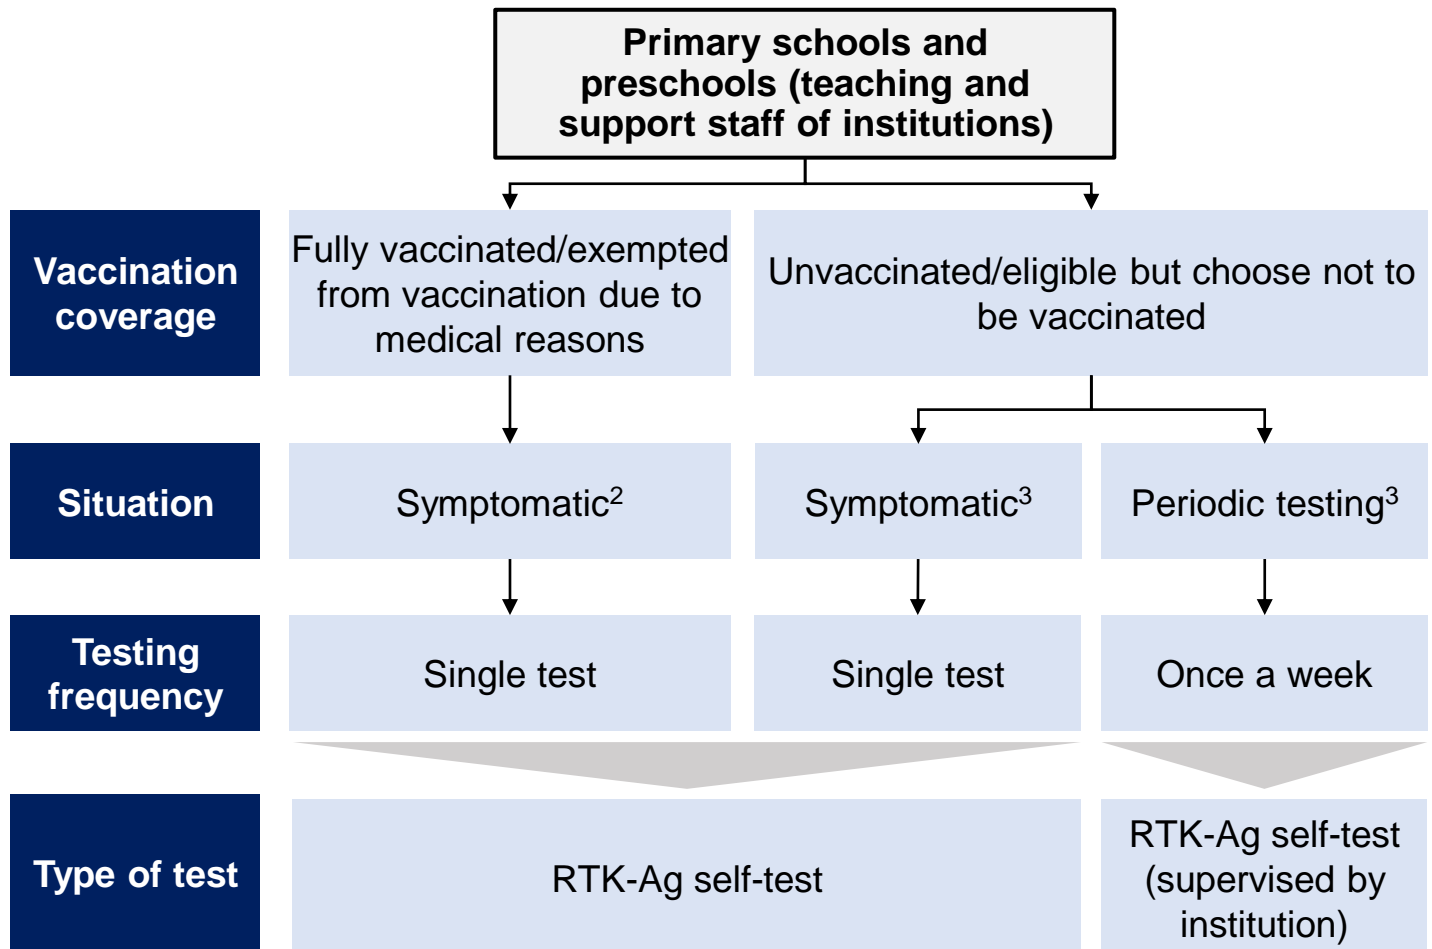 Primary schools and
preschools (teaching and
support staff of institutions)
Vaccination
coverage
Fully vaccinated/exempted
from vaccination due to
medical reasons
Unvaccinated/eligible but choose not to
be vaccinated
Situation
Symptomatic²
Symptomatic³
Periodic testing³
Testing
frequency
Single test
Single test
Once a week
Type of test
RTK-Ag self-test
RTK-Ag self-test
(supervised by
institution)